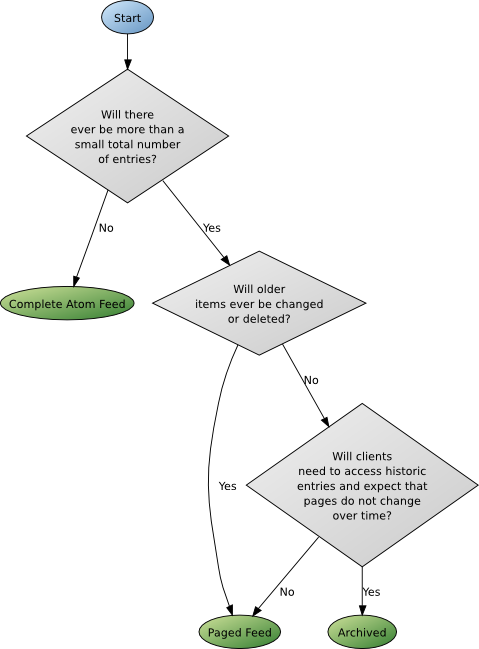 Start
Will there
ever be more than a
small total number
of entries?
No
Yes
Complete Atom Feed
Will older
items ever be changed
or deleted?
No
Yes
Will clients
need to access historic
entries and expect that
pages do not change
over time?
No
Yes
Paged Feed
Archived